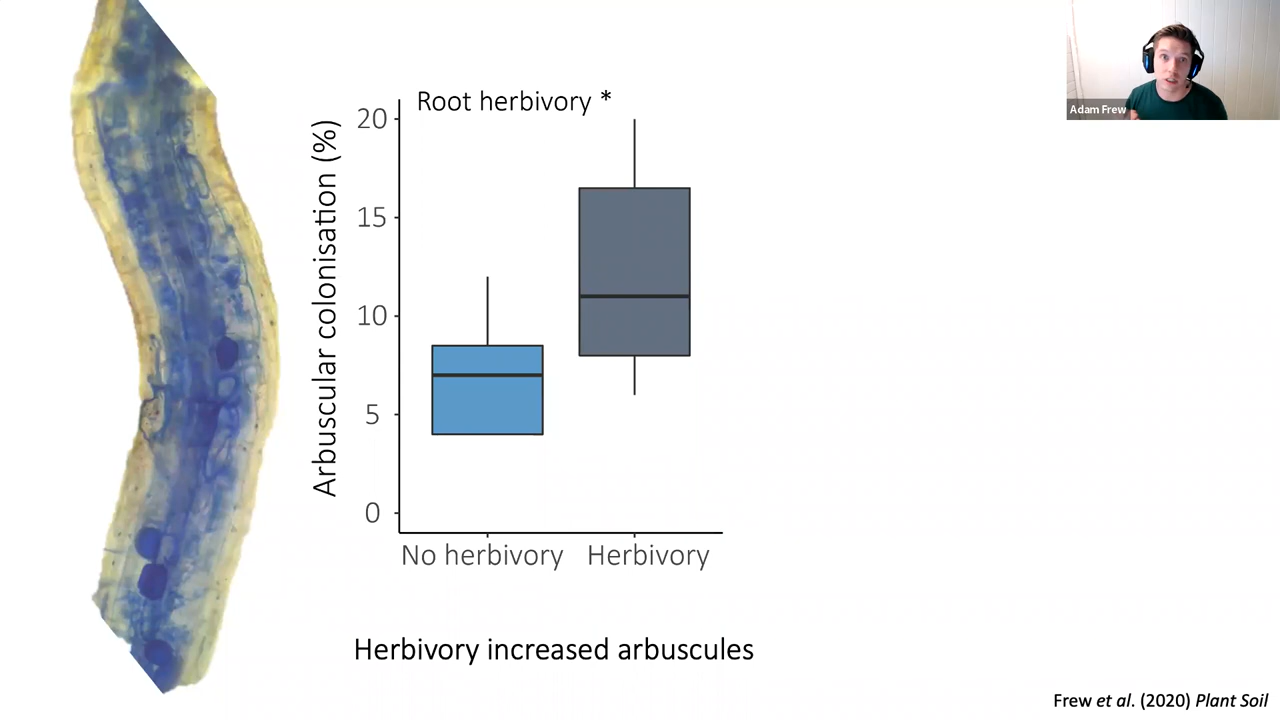 Adam Frew
Root herbivory *
Arbuscular colonisation (%)
20
15
10
5
0
No herbivory
Herbivory
Herbivory increased arbuscules
Frew et al. (2020) Plant Soil